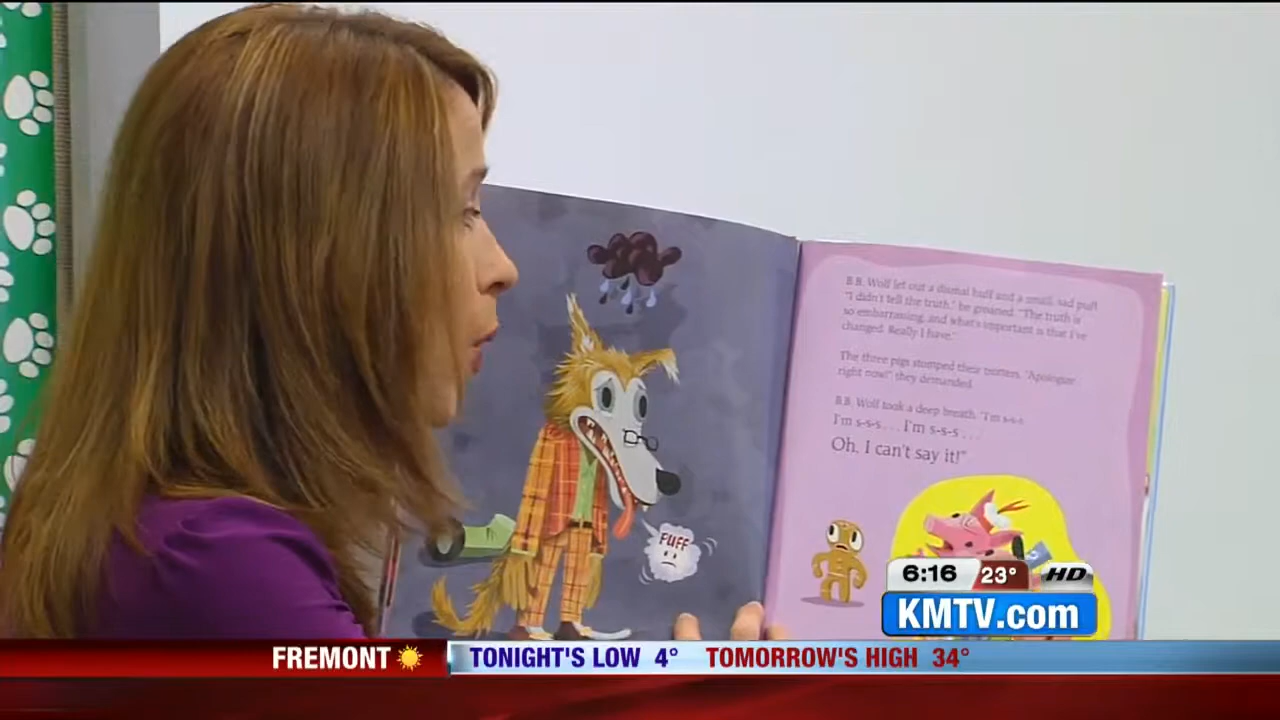 B.B. Wolf let out a dismal huff and a small, sad puff.
"I didn't tell the truth," he groaned. "The truth is
so embarrassing, and what's important is that I've
changed. Really I have."
The three pigs stomped their trotters. "Apologize
right now!" they demanded.
B.B. Wolf took a deep breath. "I'm s-s-s
I'm s-s-s . . . I'm s-s-s . . .
Oh, I can't say it!"
PUFF
6:16 23° HD
KMTV.com
FREMONT TONIGHT'S LOW 4° TOMORROW'S HIGH 34°